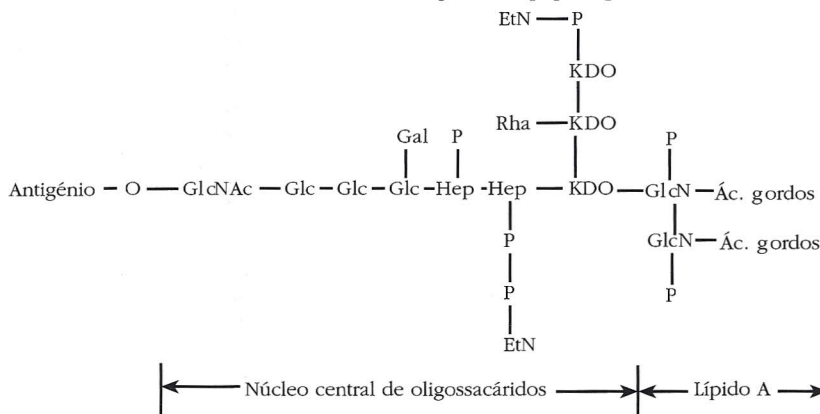 EtN — P
KDO
Rha — KDO
Gal P P
Antigénio — O — GlcNAc — Glc — Glc — Glc — Hep — Hep — KDO — GlcN — Ác. gordos
P GlcN — Ác. gordos
P P
EtN
Núcleo central de oligossacáridos Lípido A